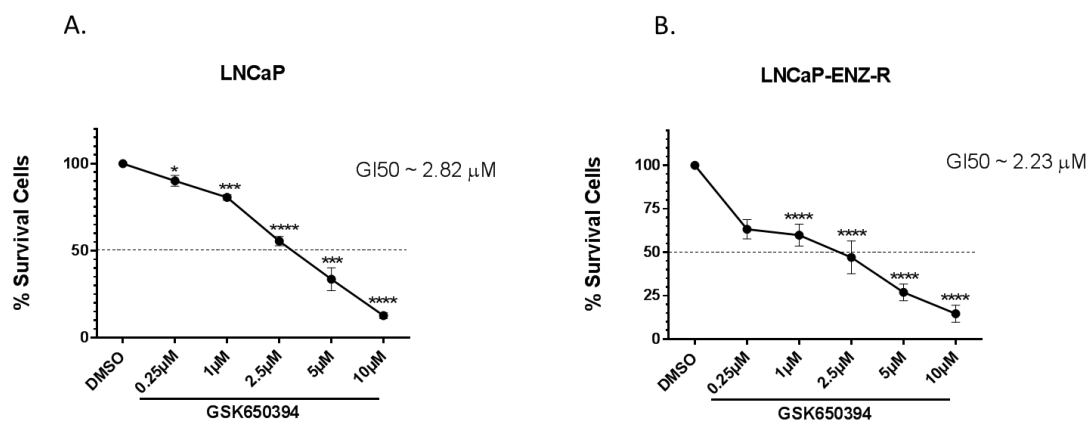 A.
LNCaP
% Survival Cells
100
50
0
GI50 ~ 2.82 µM
*
***
****
***
****
DMSO
0.25µM
1µM
2.5µM
5µM
10µM
GSK650394
B.
LNCaP-ENZ-R
% Survival Cells
100
75
50
25
0
GI50 ~ 2.23 µM
****
****
****
****
DMSO
0.25µM
1µM
2.5µM
5µM
10µM
GSK650394